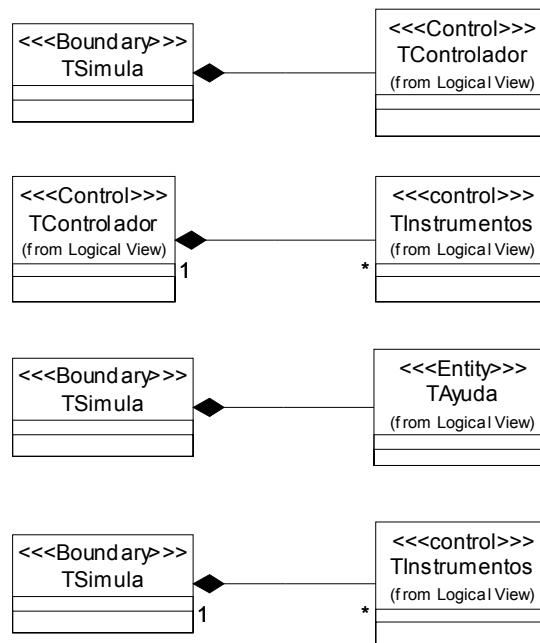 <<<Boundary>>>
TSimula
<<<Control>>>
TControlador
(from Logical View)
<<<Control>>>
TControlador
(from Logical View)
1
<<<control>>>
TInstrumentos
(from Logical View)
*
<<<Boundary>>>
TSimula
<<<Entity>>>
TAyuda
(from Logical View)
<<<Boundary>>>
TSimula
1
<<<control>>>
TInstrumentos
(from Logical View)
*